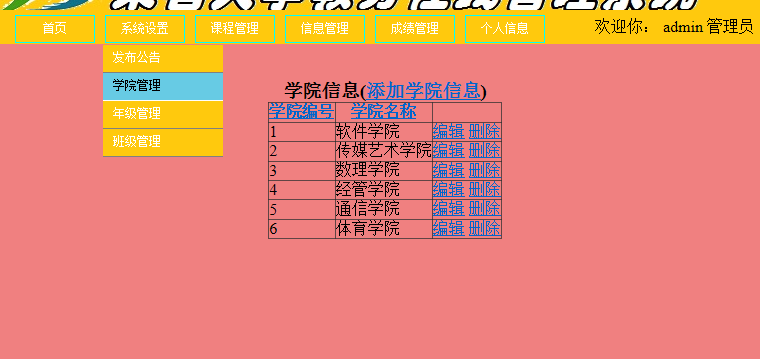 首页 系统设置 课程管理 信息管理 成绩管理 个人信息 欢迎你： admin 管理员
发布公告
学院管理
年级管理
班级管理
学院信息(添加学院信息)
学院编号 学院名称
1 软件学院 编辑 删除
2 传媒艺术学院 编辑 删除
3 数理学院 编辑 删除
4 经管学院 编辑 删除
5 通信学院 编辑 删除
6 体育学院 编辑 删除